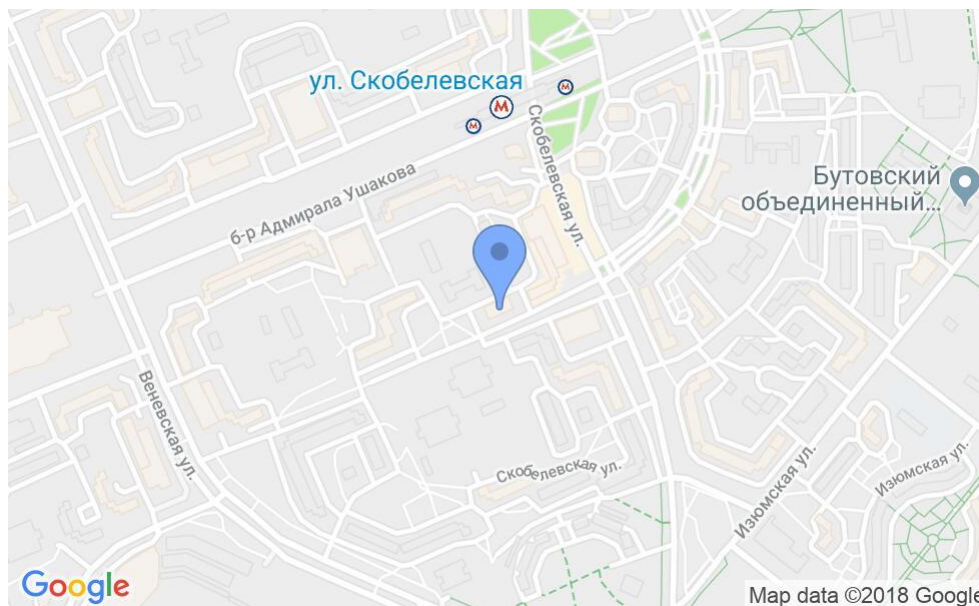 ул. Скобелевская
M
M
M
Скобелевская ул.
б-р Адмирала Ушакова
Бутовский
объединенный...
Веневская ул.
Скобелевская ул.
Изюмская ул.
Изюмская ул.
Google
Map data ©2018 Google